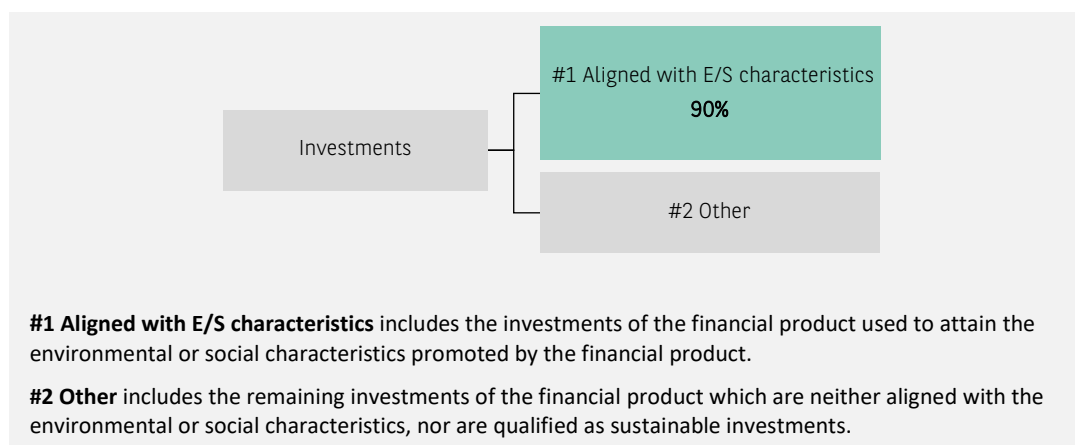 #1 Aligned with E/S characteristics
90%
Investments
#2 Other
#1 Aligned with E/S characteristics includes the investments of the financial product used to attain the
environmental or social characteristics promoted by the financial product.
#2 Other includes the remaining investments of the financial product which are neither aligned with the
environmental or social characteristics, nor are qualified as sustainable investments.